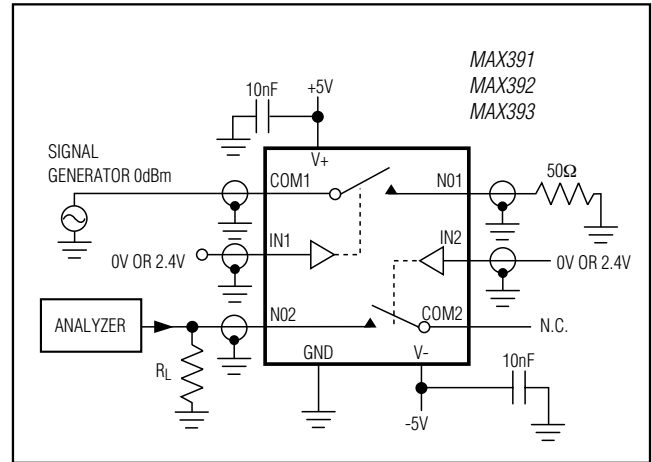 MAX391
MAX392
MAX393
10nF
+5V
V+
SIGNAL
GENERATOR 0dBm
COM1
N01
50Ω
IN1
IN2
0V OR 2.4V
0V OR 2.4V
ANALYZER
N02
COM2
N.C.
RL
GND
V-
10nF
-5V